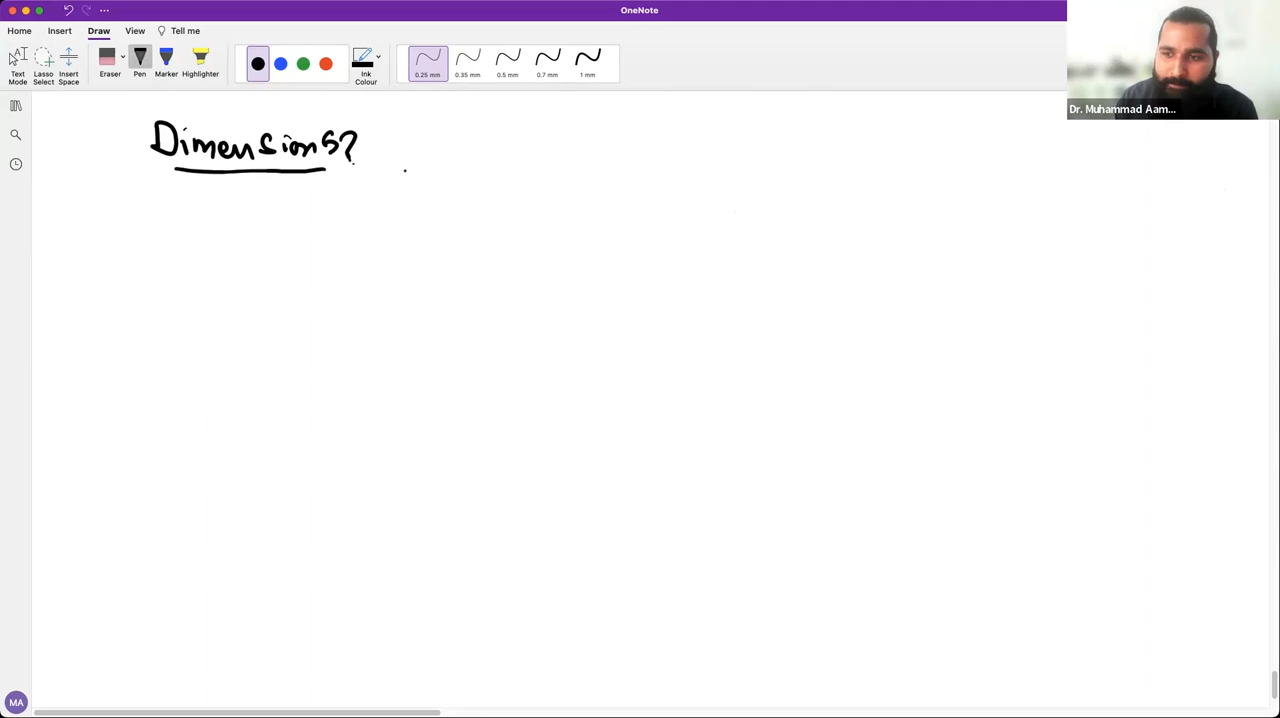 OneNote
Home Insert Draw View Tell me
Text Mode
Lasso Select
Insert Space
Eraser
Pen
Marker
Highlighter
Ink Colour
0.25 mm
0.35 mm
0.5 mm
0.7 mm
1 mm
Dr. Muhammad Aam...
Dimensions?
MA